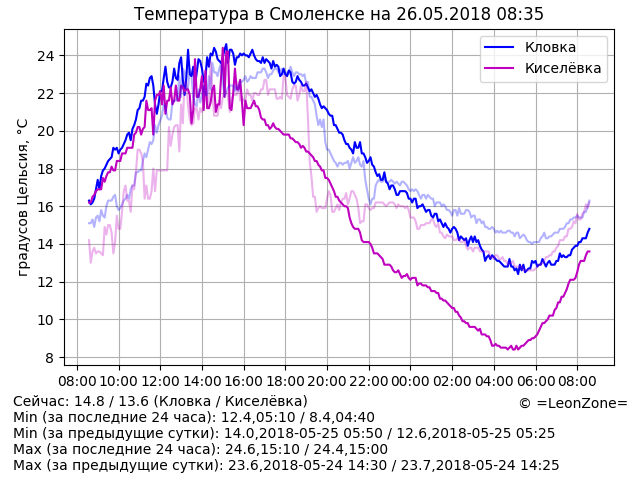 Температура в Смоленске на 26.05.2018 08:35
Кловка
Киселёвка
градусов Цельсия, °C
24
22
20
18
16
14
12
10
8
08:00 10:00 12:00 14:00 16:00 18:00 20:00 22:00 00:00 02:00 04:00 06:00 08:00
Сейчас: 14.8 / 13.6 (Кловка / Киселёвка)
© =LeonZone=
Min (за последние 24 часа): 12.4,05:10 / 8.4,04:40
Min (за предыдущие сутки): 14.0,2018-05-25 05:50 / 12.6,2018-05-25 05:25
Max (за последние 24 часа): 24.6,15:10 / 24.4,15:00
Max (за предыдущие сутки): 23.6,2018-05-24 14:30 / 23.7,2018-05-24 14:25